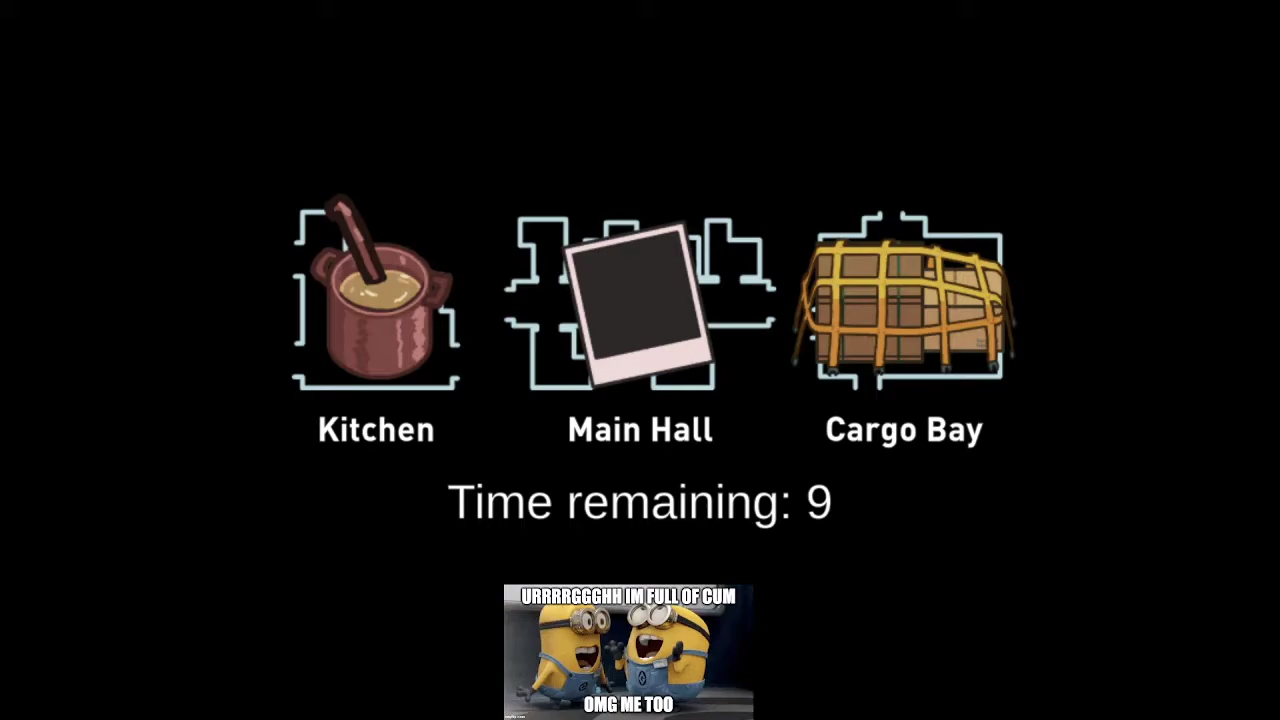 Kitchen
Main Hall
Cargo Bay
Time remaining: 9
URRRRGGGHH IM FULL OF CUM
OMG ME TOO